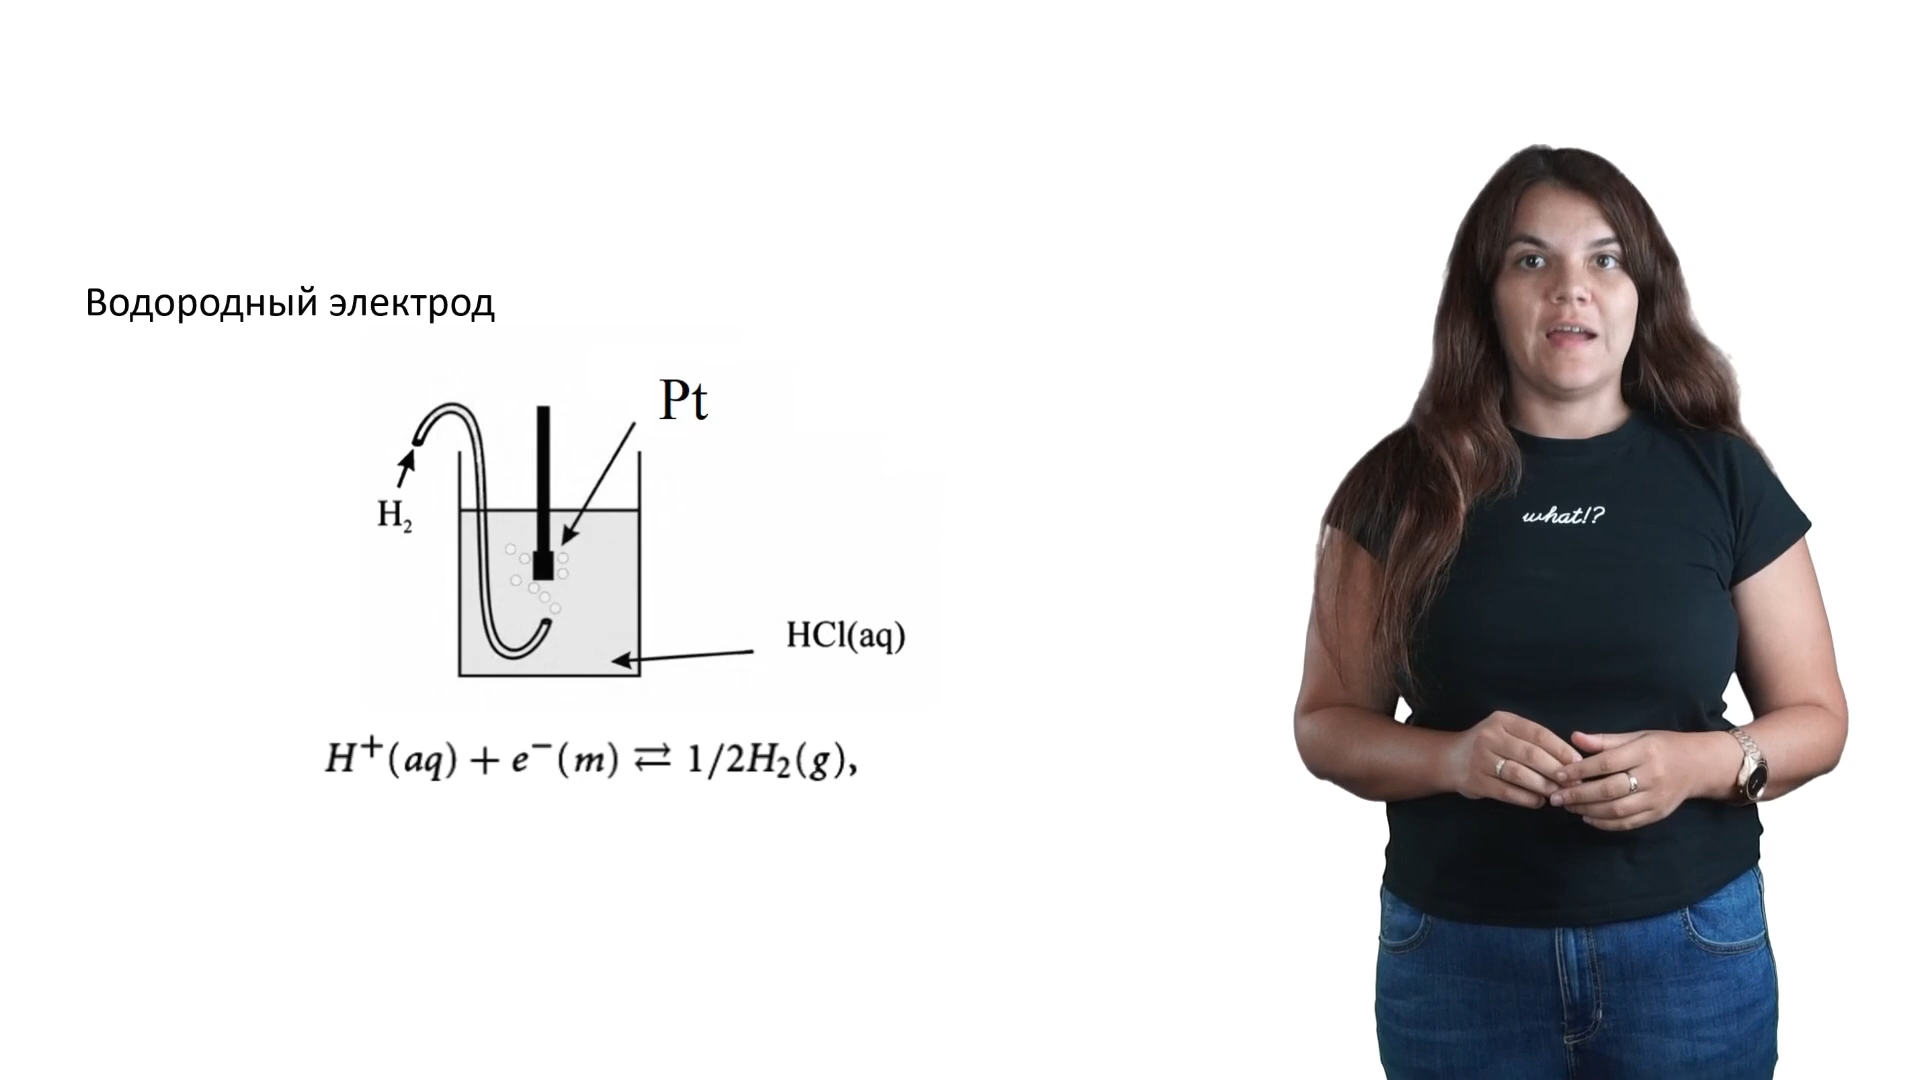 Водородный электрод
Pt
H₂
HCl(aq)
H⁺(aq) + e⁻(m) ⇄ 1/2H₂(g),
what!?